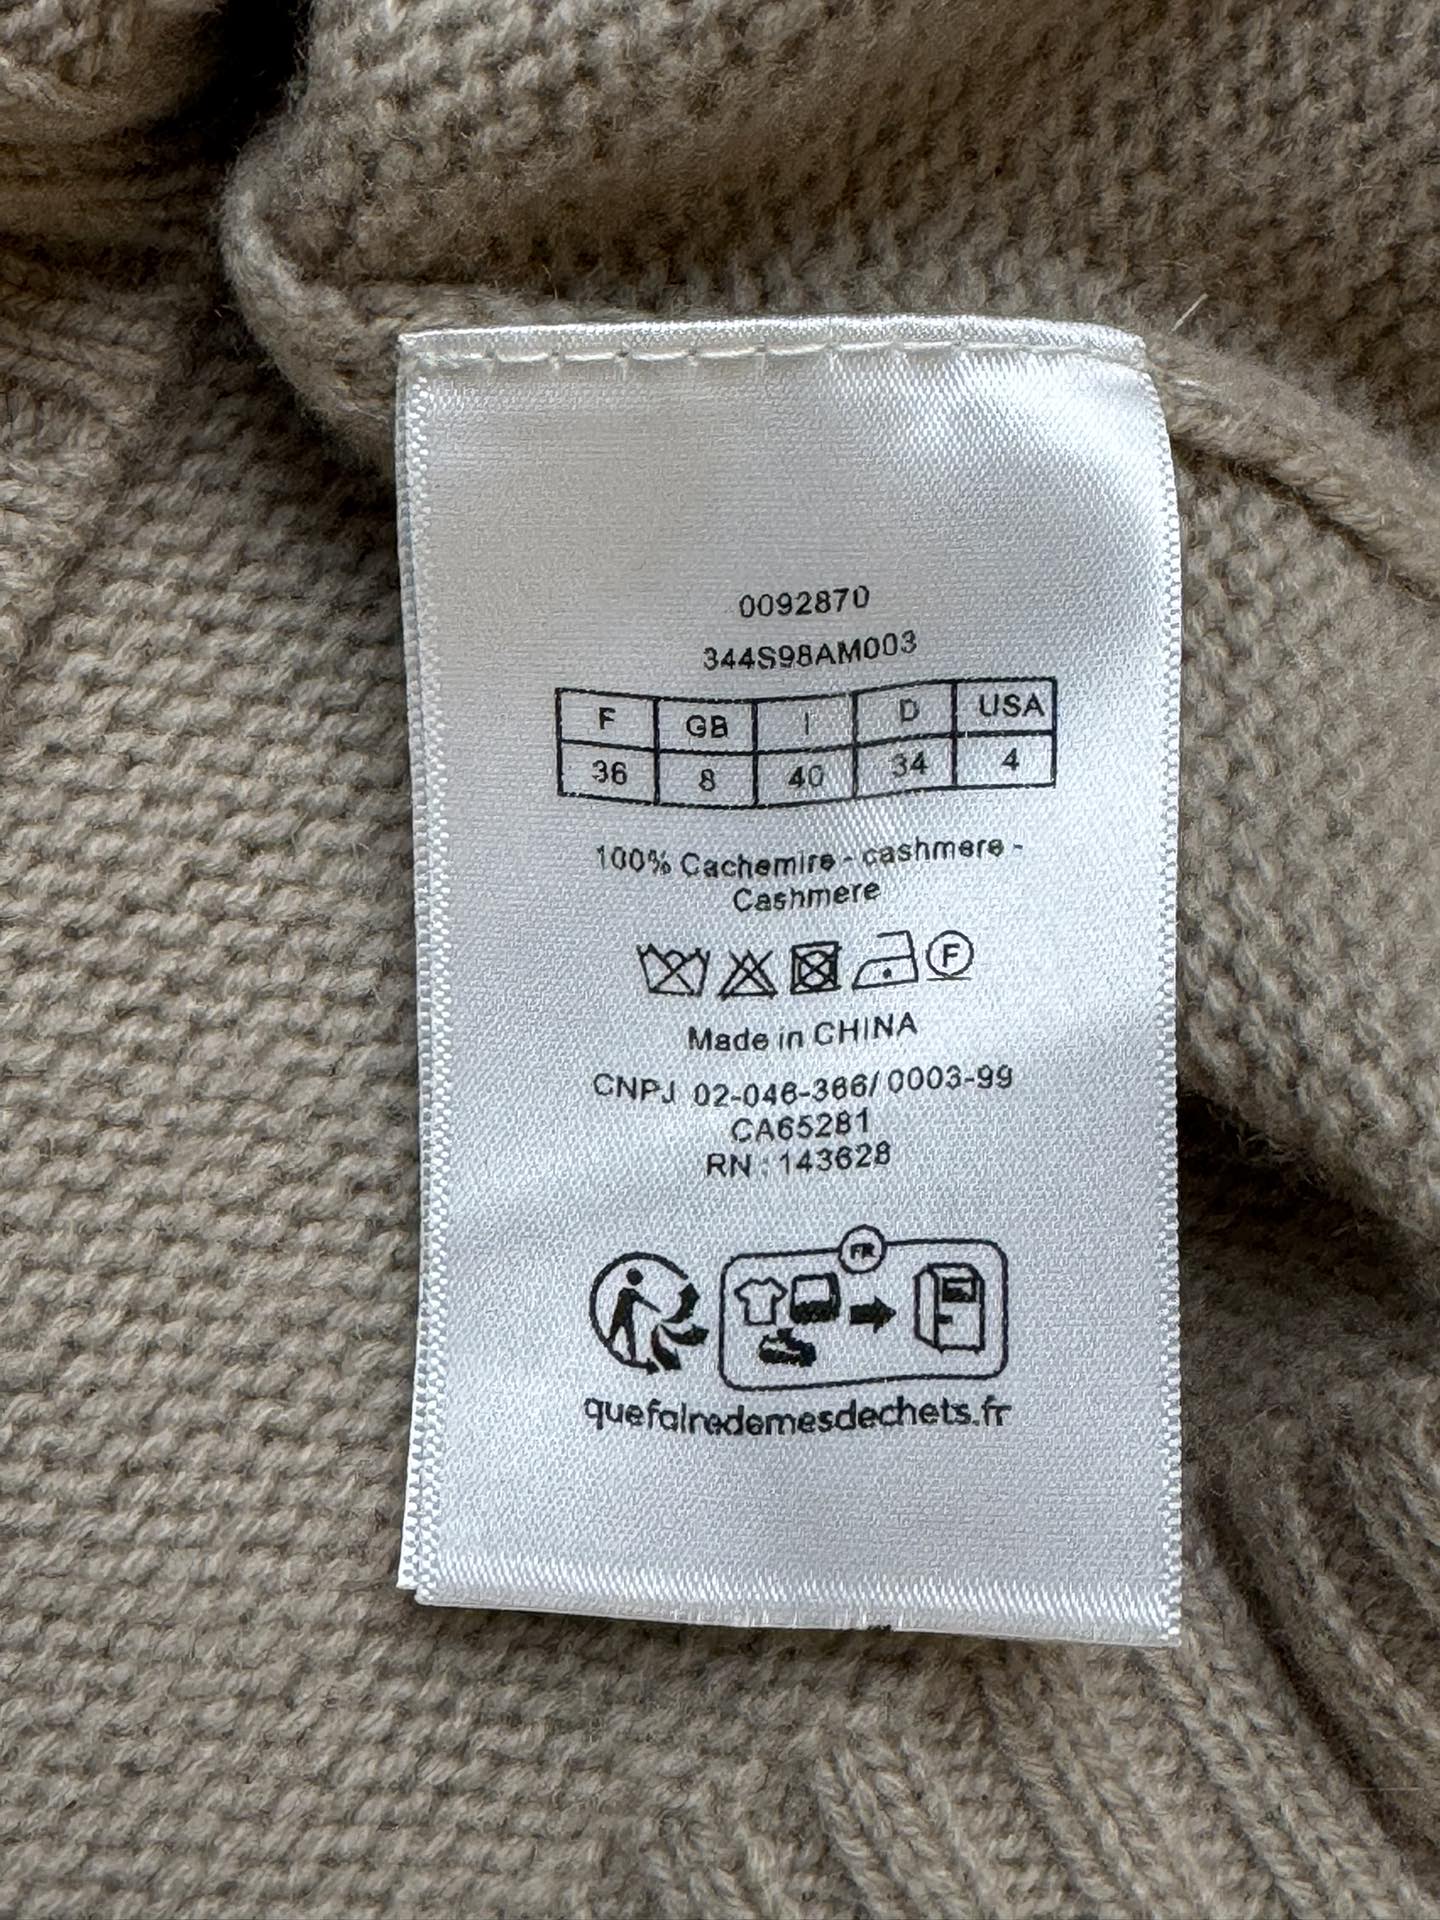 0092870
344S98AM003
F GB I D USA
36 8 40 34 4
100% Cachemire - cashmere -
Cashmere
F
Made in CHINA
CNPJ 02-046-366/ 0003-99
CA65281
RN : 143628
FR
quefairedemesdechets.fr